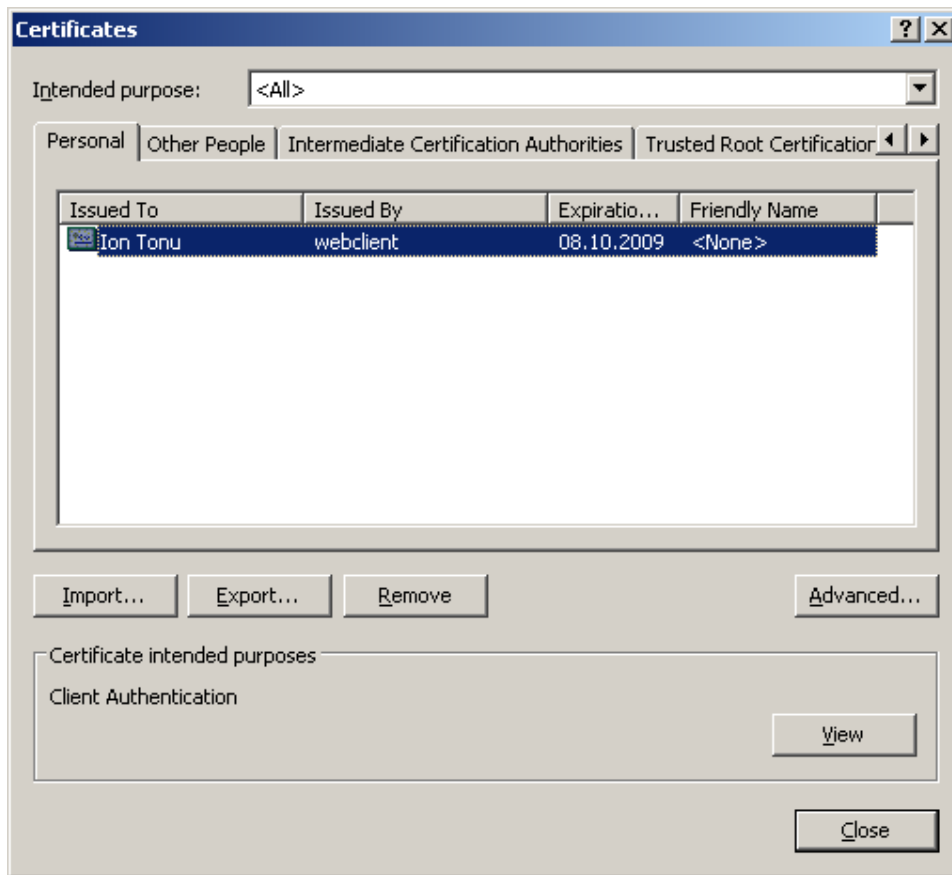 Certificates
Intended purpose: <All>
Personal Other People Intermediate Certification Authorities Trusted Root Certification
Issued To Issued By Expiratio... Friendly Name
Ion Tonu webclient 08.10.2009 <None>
Import... Export... Remove Advanced...
Certificate intended purposes
Client Authentication
View
Close